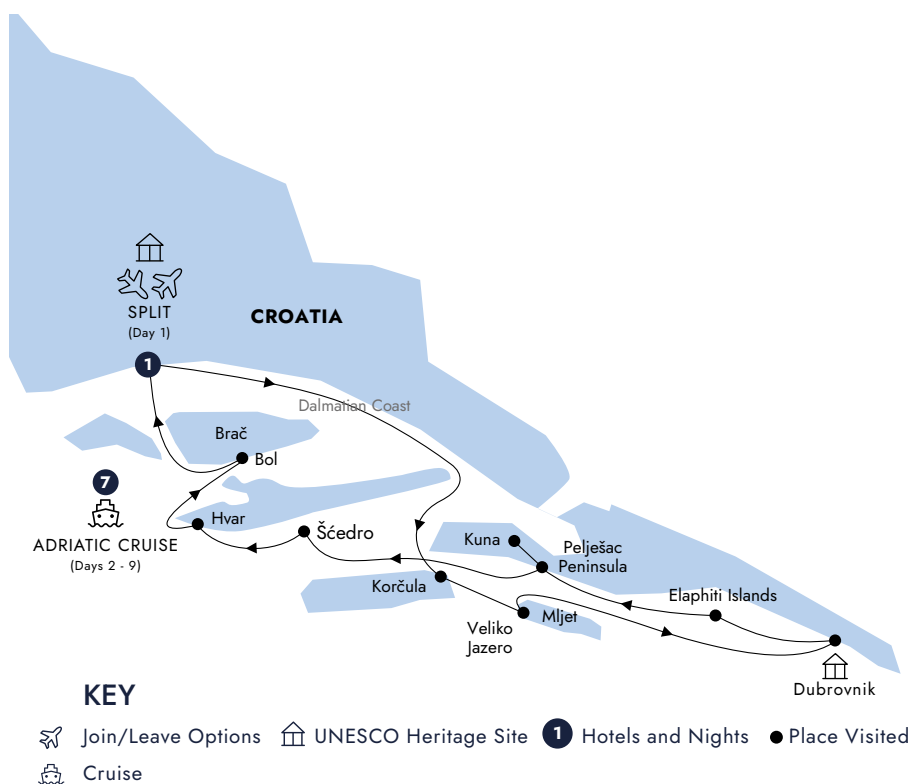 SPLIT
(Day 1)
CROATIA
1
Dalmatian Coast
Brač
Bol
7
ADRIATIC CRUISE
(Days 2 - 9)
Hvar
Šćedro
Kuna
Pelješac
Peninsula
Korčula
Elaphiti Islands
Mljet
Veliko
Jazero
Dubrovnik
KEY
Join/Leave Options
UNESCO Heritage Site
1
Hotels and Nights
Place Visited
Cruise